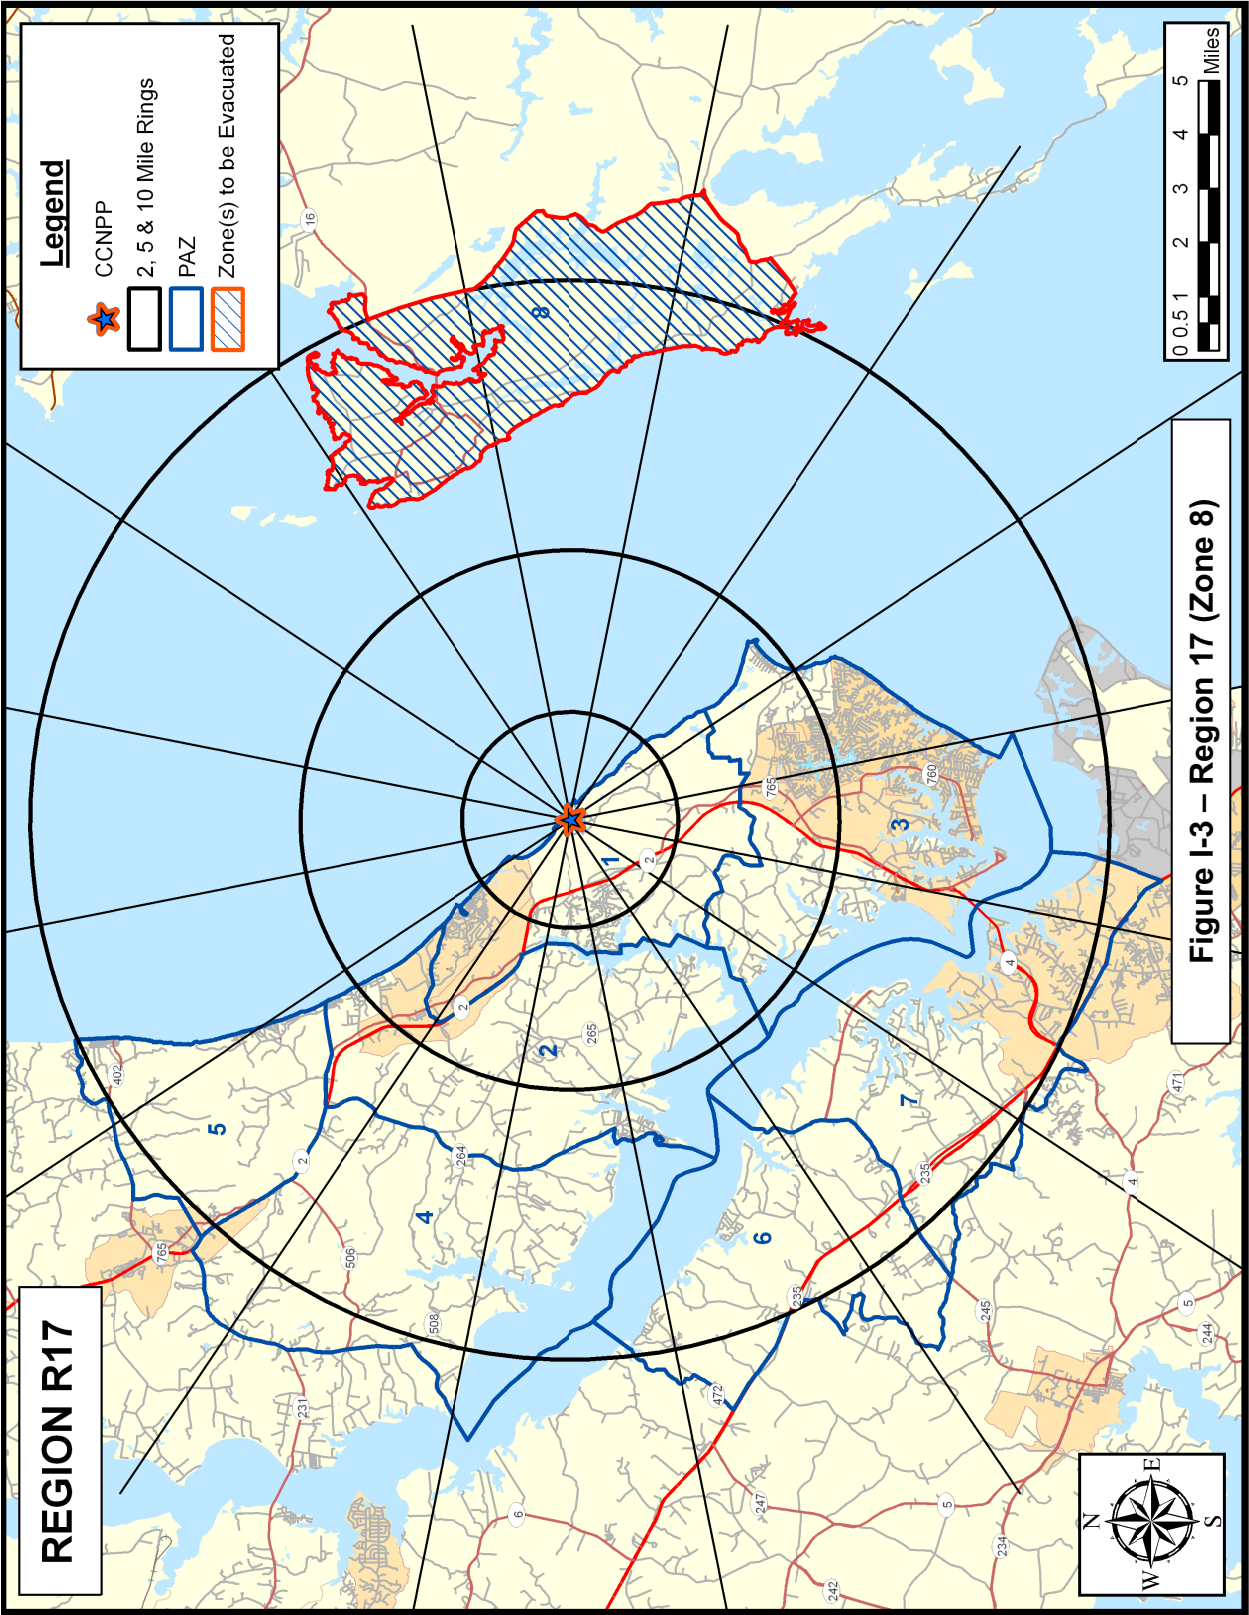 REGION R17
Legend
CCNPP
2, 5 & 10 Mile Rings
PAZ
Zone(s) to be Evacuated
16
402
5
2
765
506
4
264
508
231
2
2
265
1
2
8
765
3
760
4
7
235
6
235
472
471
4
245
5
244
6
247
5
234
242
N
W E
S
0 0.5 1 2 3 4 5
Miles
Figure I-3 – Region 17 (Zone 8)